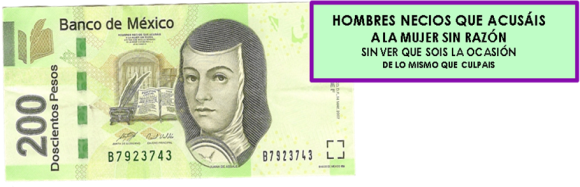 Banco de México
200
Doscientos Pesos
B7923743
B7923743
HOMBRES NECIOS QUE ACUSÁIS
A LA MUJER SIN RAZÓN
SIN VER QUE SOIS LA OCASIÓN
DE LO MISMO QUE CULPAIS